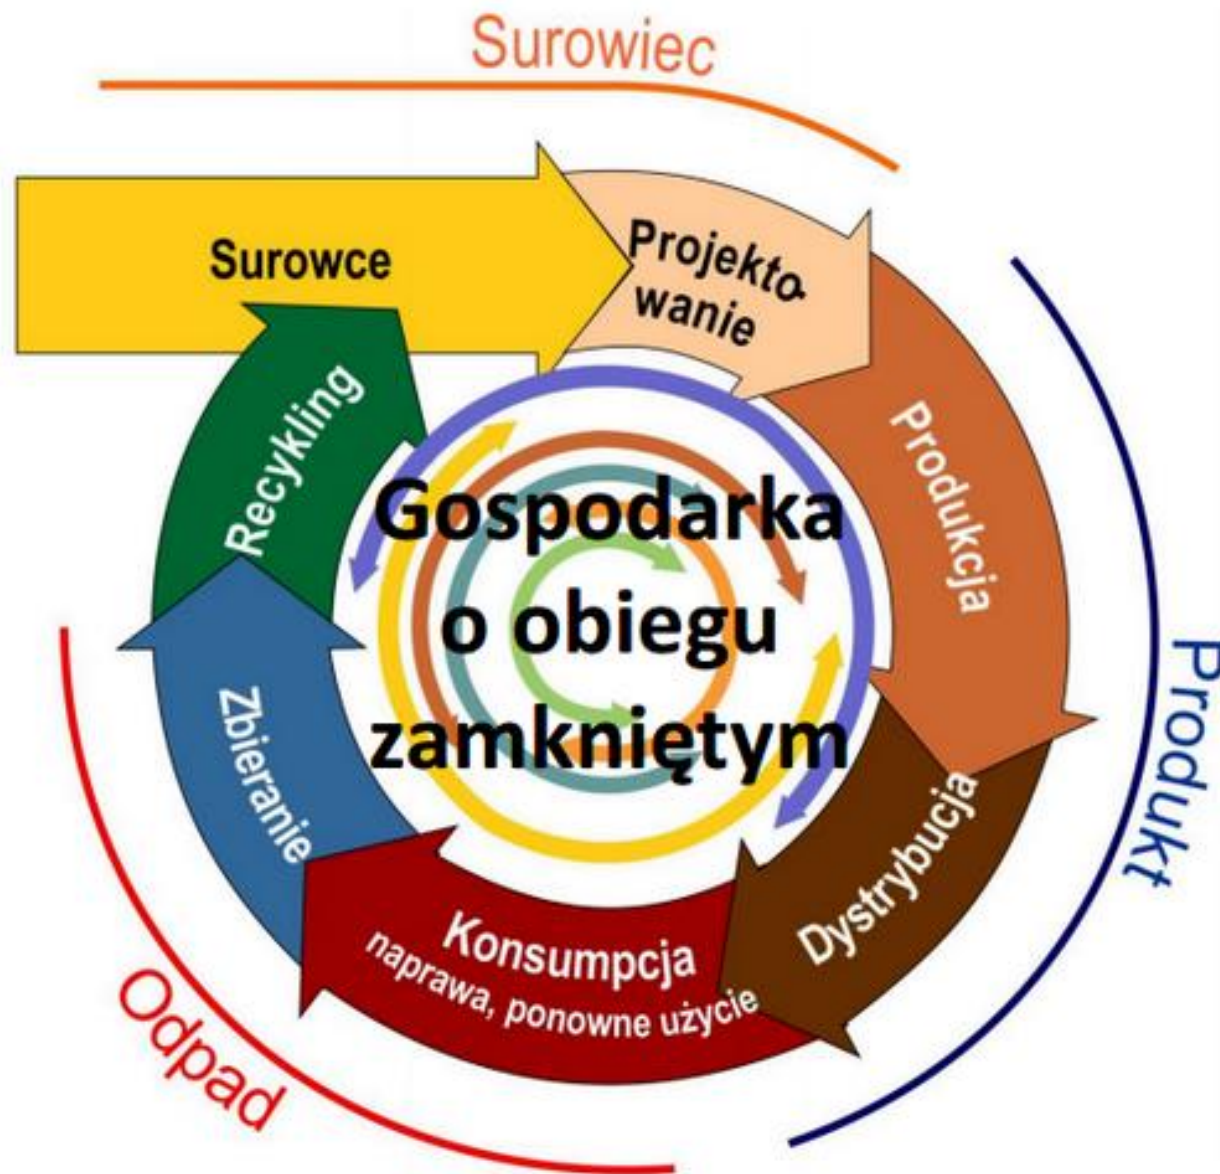 Surowiec
Surowce
Projekto-
wanie
Produkcja
Produkt
Dystrybucja
Konsumpcja
naprawa, ponowne użycie
Zbieranie
Odpad
Recykling
Gospodarka
o obiegu
zamkniętym